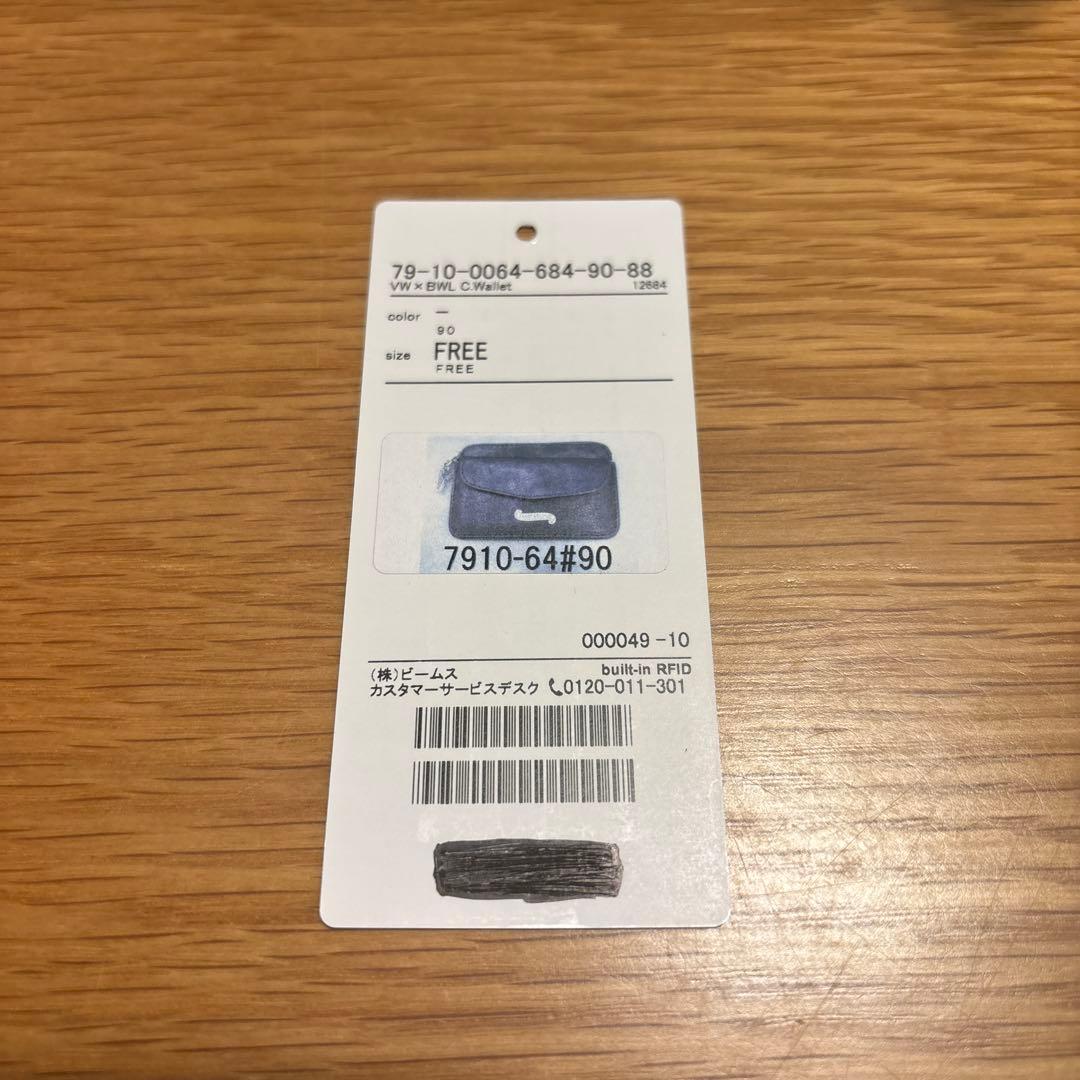 79-10-0064-684-90-88
VW×BWL C.Wallet 12684
color —
90
size FREE
FREE
7910-64#90
000049 -10
(株)ビームス built-in RFID
カスタマーサービスデスク 0120-011-301